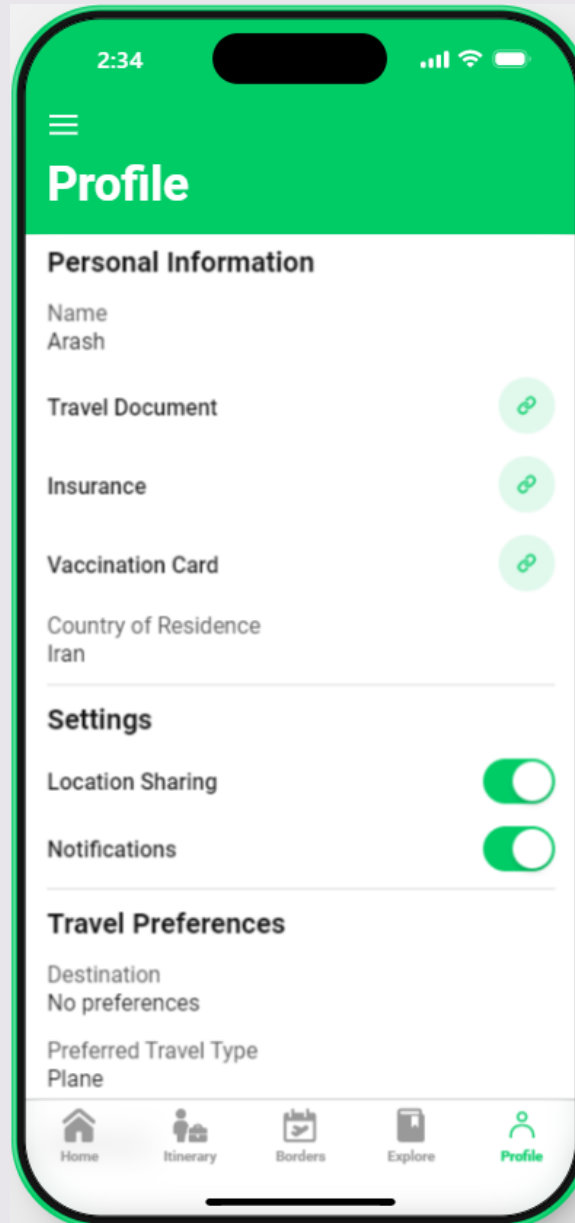 2:34
Profile
Personal Information
Name
Arash
Travel Document
Insurance
Vaccination Card
Country of Residence
Iran
Settings
Location Sharing
Notifications
Travel Preferences
Destination
No preferences
Preferred Travel Type
Plane
Home Itinerary Borders Explore Profile